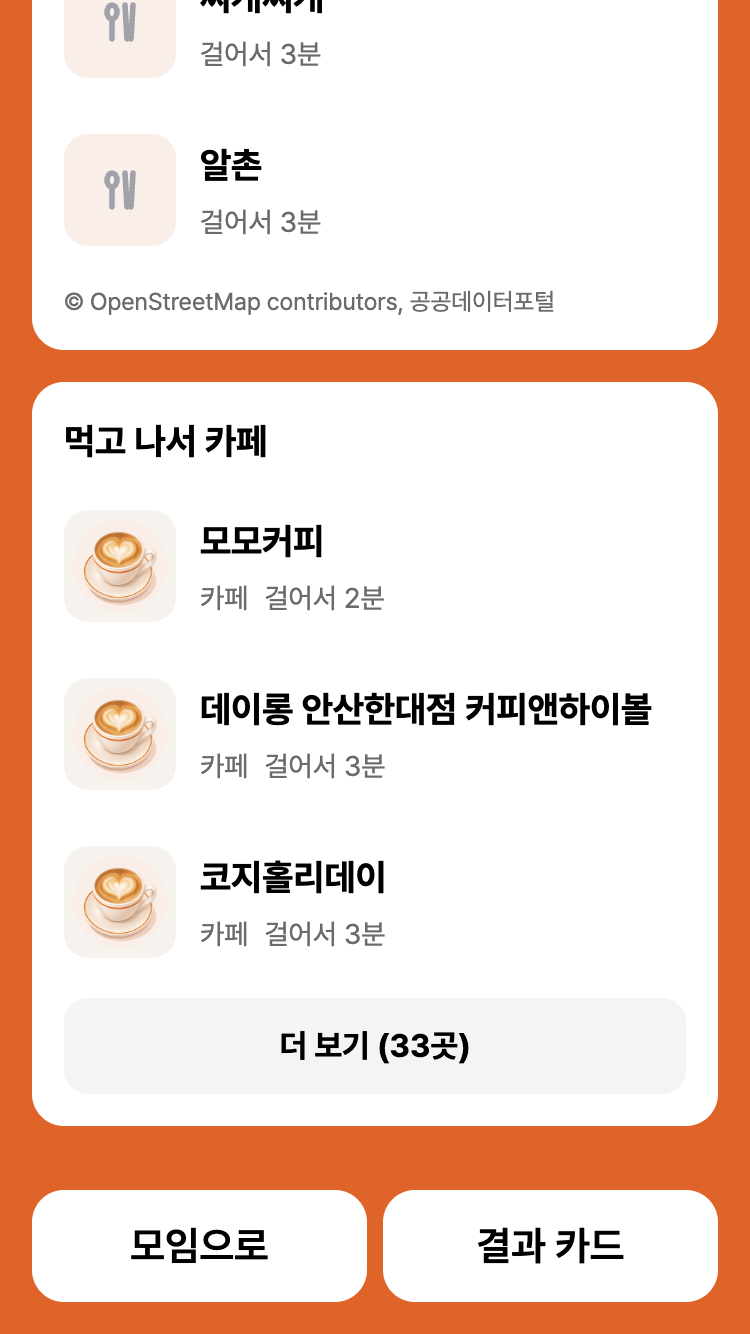 걸어서 3분
알촌
걸어서 3분
© OpenStreetMap contributors, 공공데이터포털
먹고 나서 카페
모모커피
카페 걸어서 2분
데이롱 안산한대점 커피앤하이볼
카페 걸어서 3분
코지홀리데이
카페 걸어서 3분
더 보기 (33곳)
모임으로
결과 카드